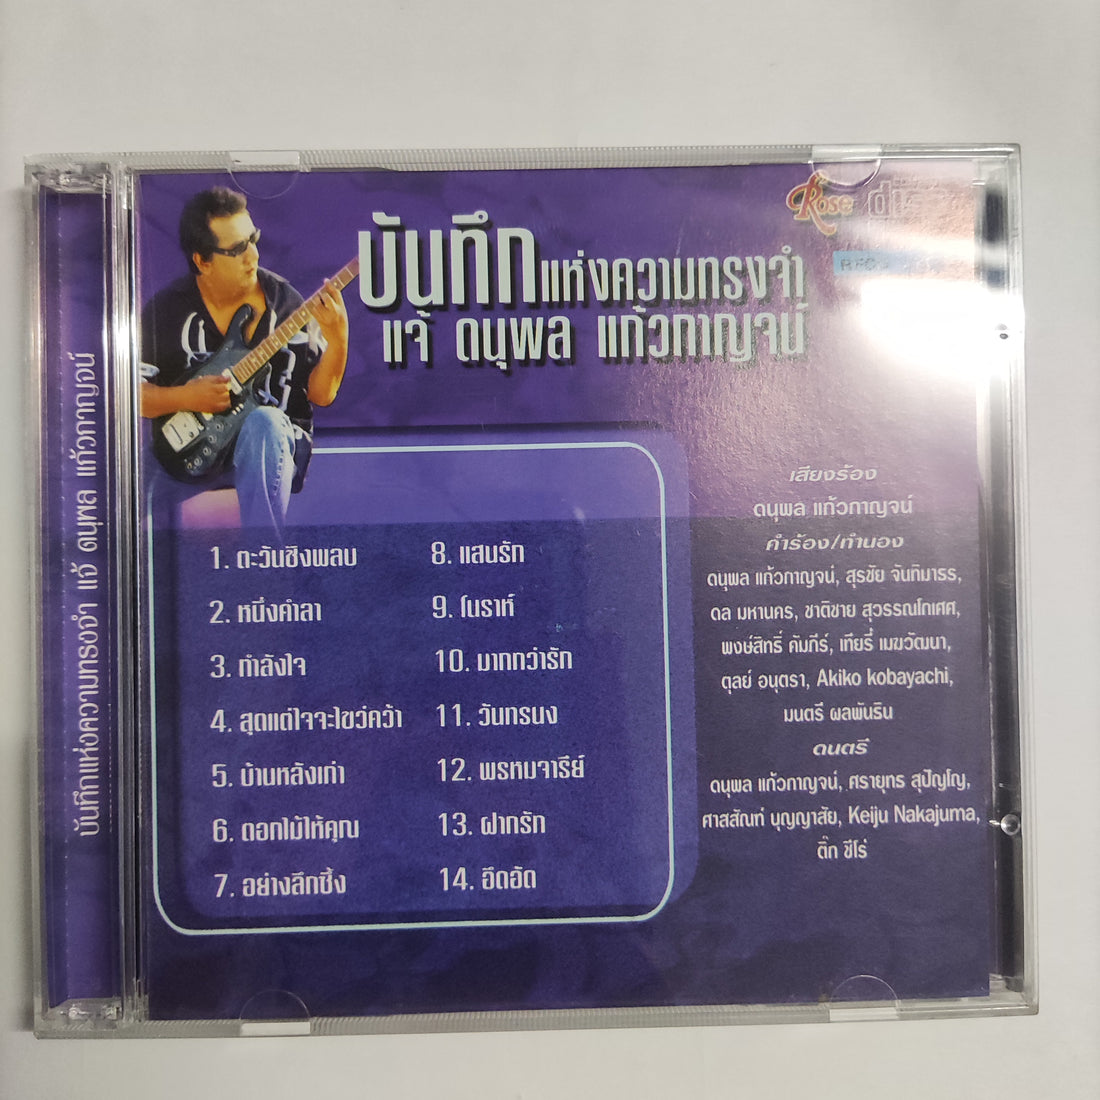 บันทึกแห่งความทรงจำ แจ้ ดนุพล แก้วกาญจน์
Rose
บันทึกแห่งความทรงจำ
แจ้ ดนุพล แก้วกาญจน์
1. ตะวันชิงพลบ
2. หนึ่งคำลา
3. กำลังใจ
4. สุดแต่ใจจะไขว่คว้า
5. บ้านหลังเก่า
6. ดอกไม้ให้คุณ
7. อย่างลึกซึ้ง
8. แสนรัก
9. โนราห์
10. มากกว่ารัก
11. วันทรนง
12. พรหมจารีย์
13. ฝากรัก
14. อึดอัด
เสียงร้อง
ดนุพล แก้วกาญจน์
คำร้อง/ทำนอง
ดนุพล แก้วกาญจน์, สุรชัย จันทิมาธร,
ดล มหานคร, ชาติชาย สุวรรณโกเศศ,
พงษ์สิทธิ์ คัมภีร์, เทียรี่ เมฆวัฒนา,
ตุลย์ อนุตรา, Akiko kobayachi,
มนตรี ผลพันธิน
ดนตรี
ดนุพล แก้วกาญจน์, ศรายุทธ สุปัญโญ,
ศาสสัณฑ์ บุญญาสัย, Keiju Nakajuma,
ติ๊ก ชีโร่